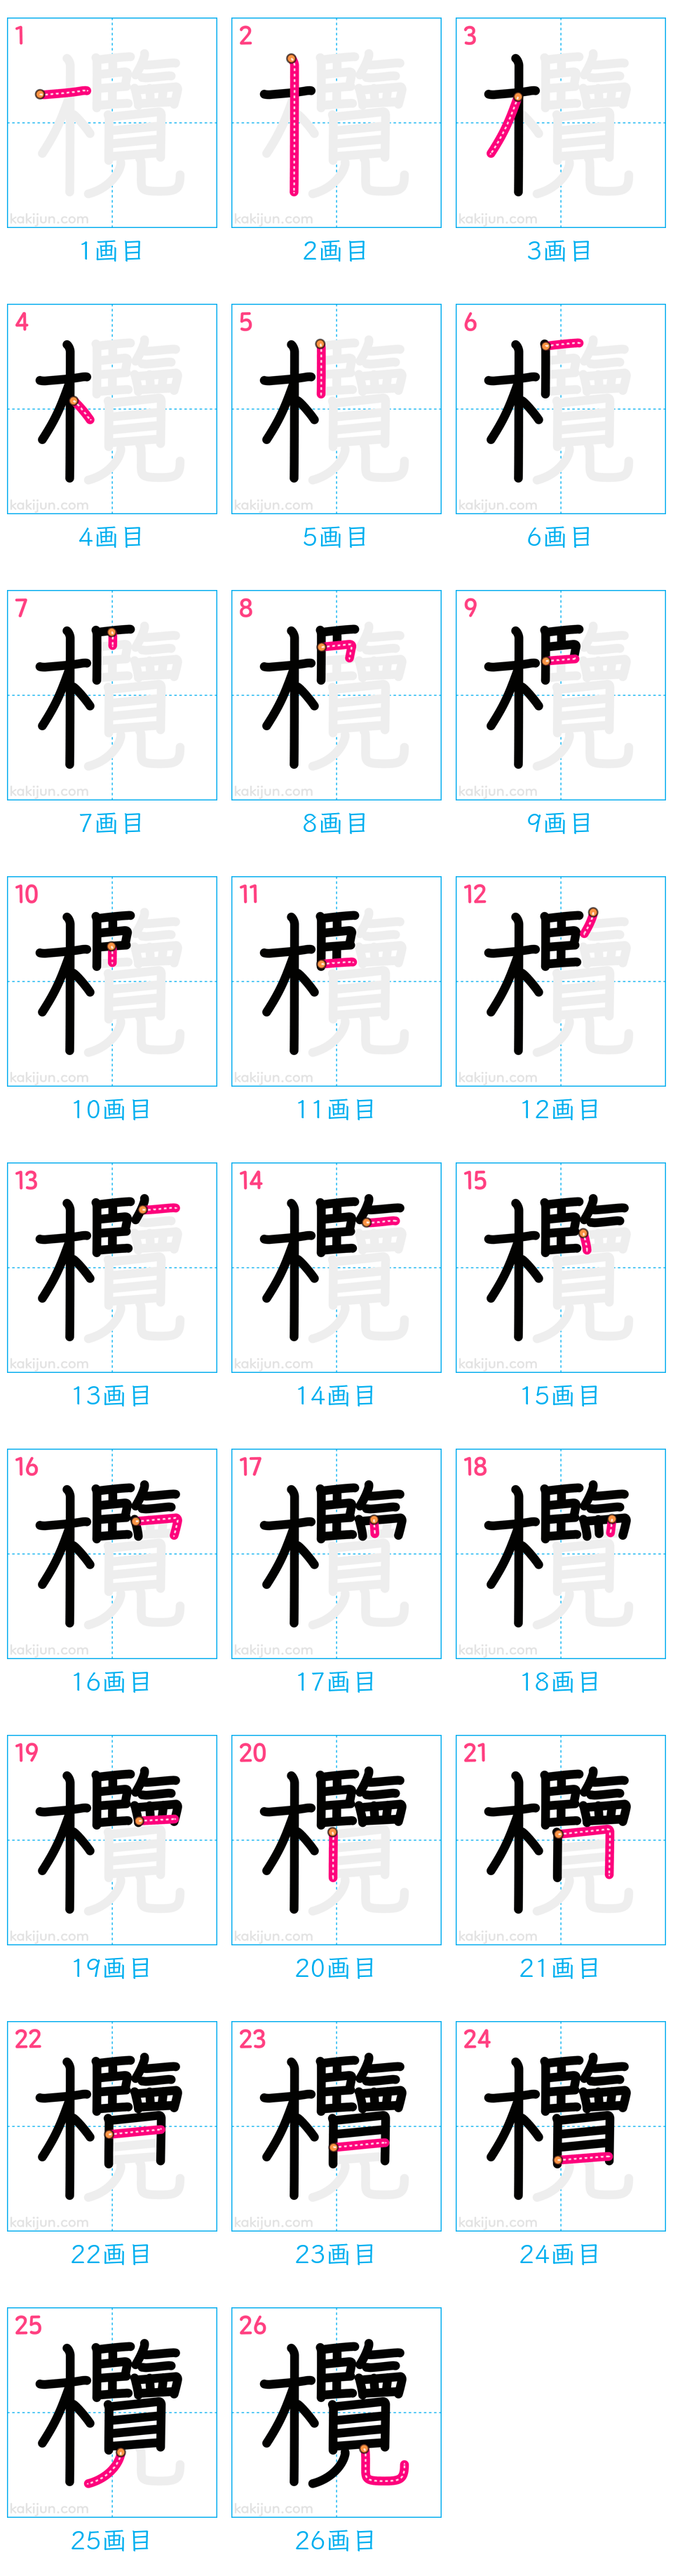 1 2 3
kakijun.com kakijun.com kakijun.com
1画目 2画目 3画目
4 5 6
kakijun.com kakijun.com kakijun.com
4画目 5画目 6画目
7 8 9
kakijun.com kakijun.com kakijun.com
7画目 8画目 9画目
10 11 12
kakijun.com kakijun.com kakijun.com
10画目 11画目 12画目
13 14 15
kakijun.com kakijun.com kakijun.com
13画目 14画目 15画目
16 17 18
kakijun.com kakijun.com kakijun.com
16画目 17画目 18画目
19 20 21
kakijun.com kakijun.com kakijun.com
19画目 20画目 21画目
22 23 24
kakijun.com kakijun.com kakijun.com
22画目 23画目 24画目
25 26
欖
kakijun.com kakijun.com
25画目 26画目